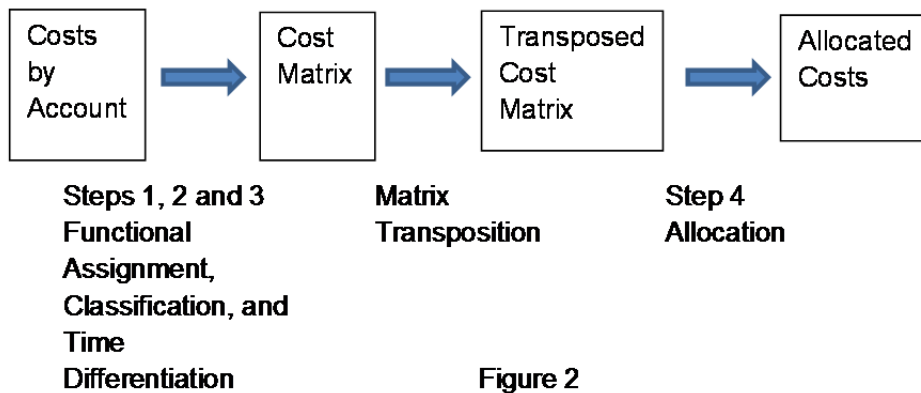 Costs
by
Account
Cost
Matrix
Transposed
Cost
Matrix
Allocated
Costs
Steps 1, 2 and 3
Functional
Assignment,
Classification, and
Time
Differentiation
Matrix
Transposition
Step 4
Allocation
Figure 2